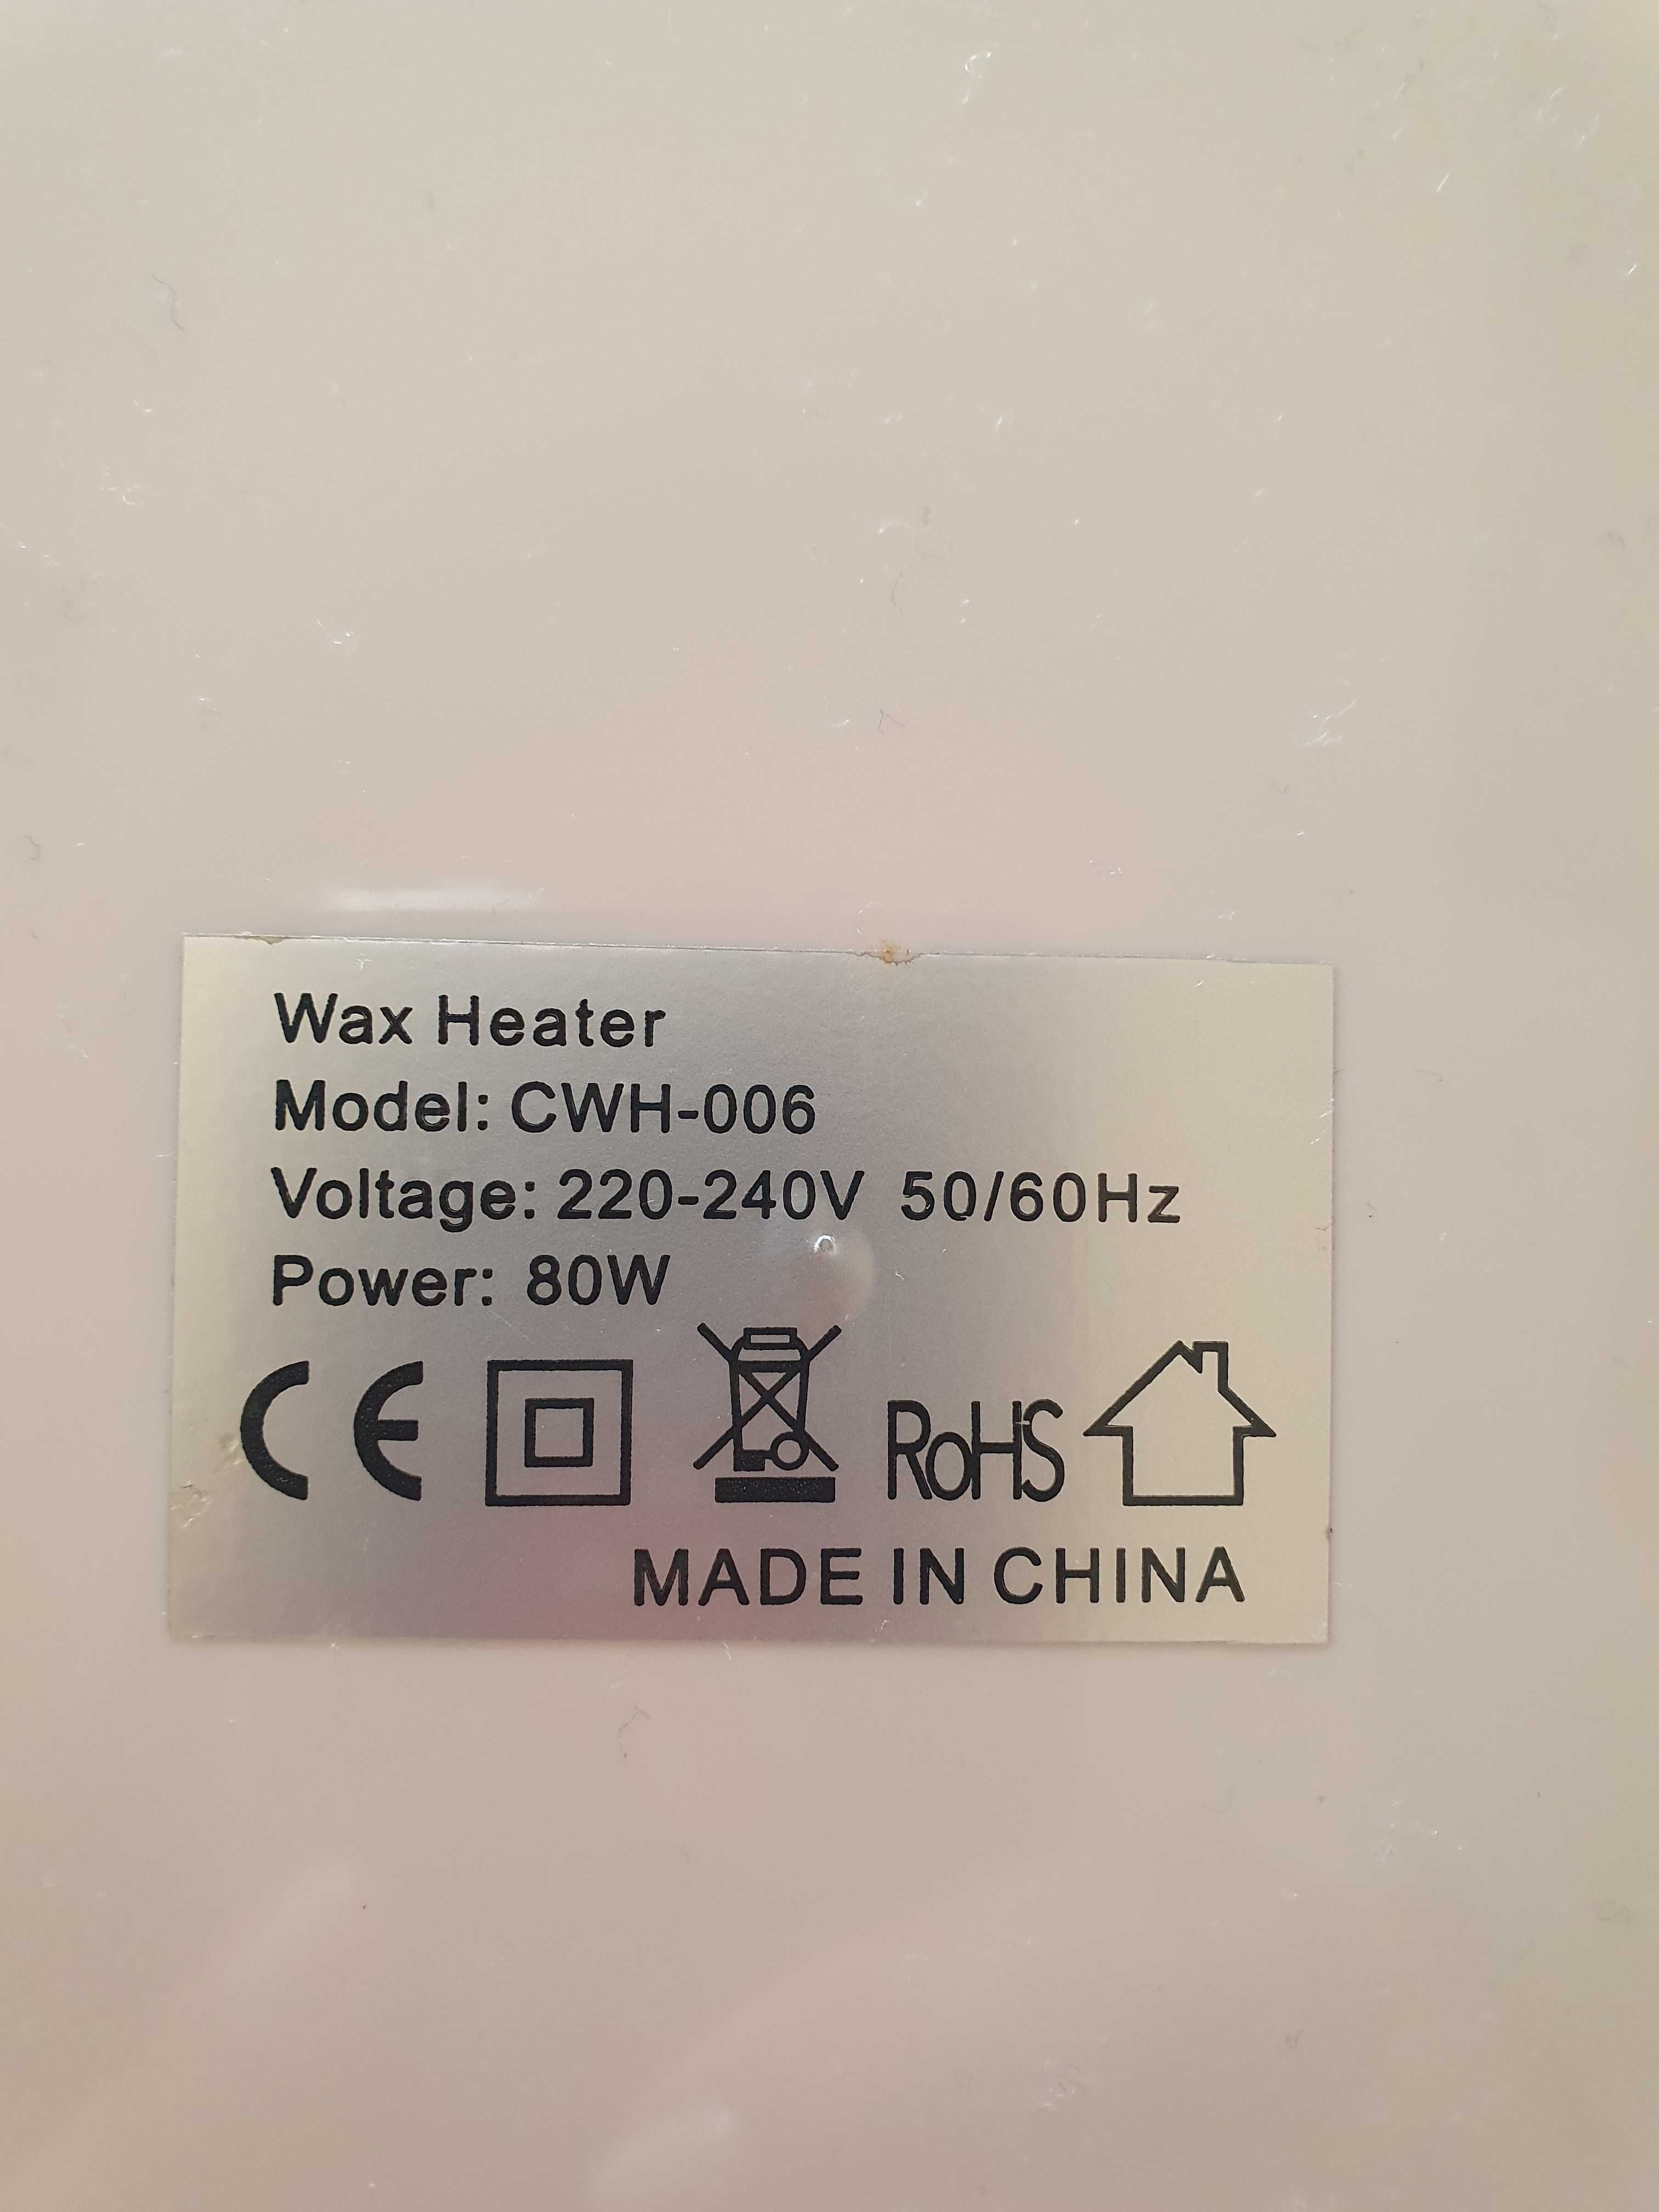 Wax Heater
Model: CWH-006
Voltage: 220-240V 50/60Hz
Power: 80W
CE RoHS
MADE IN CHINA